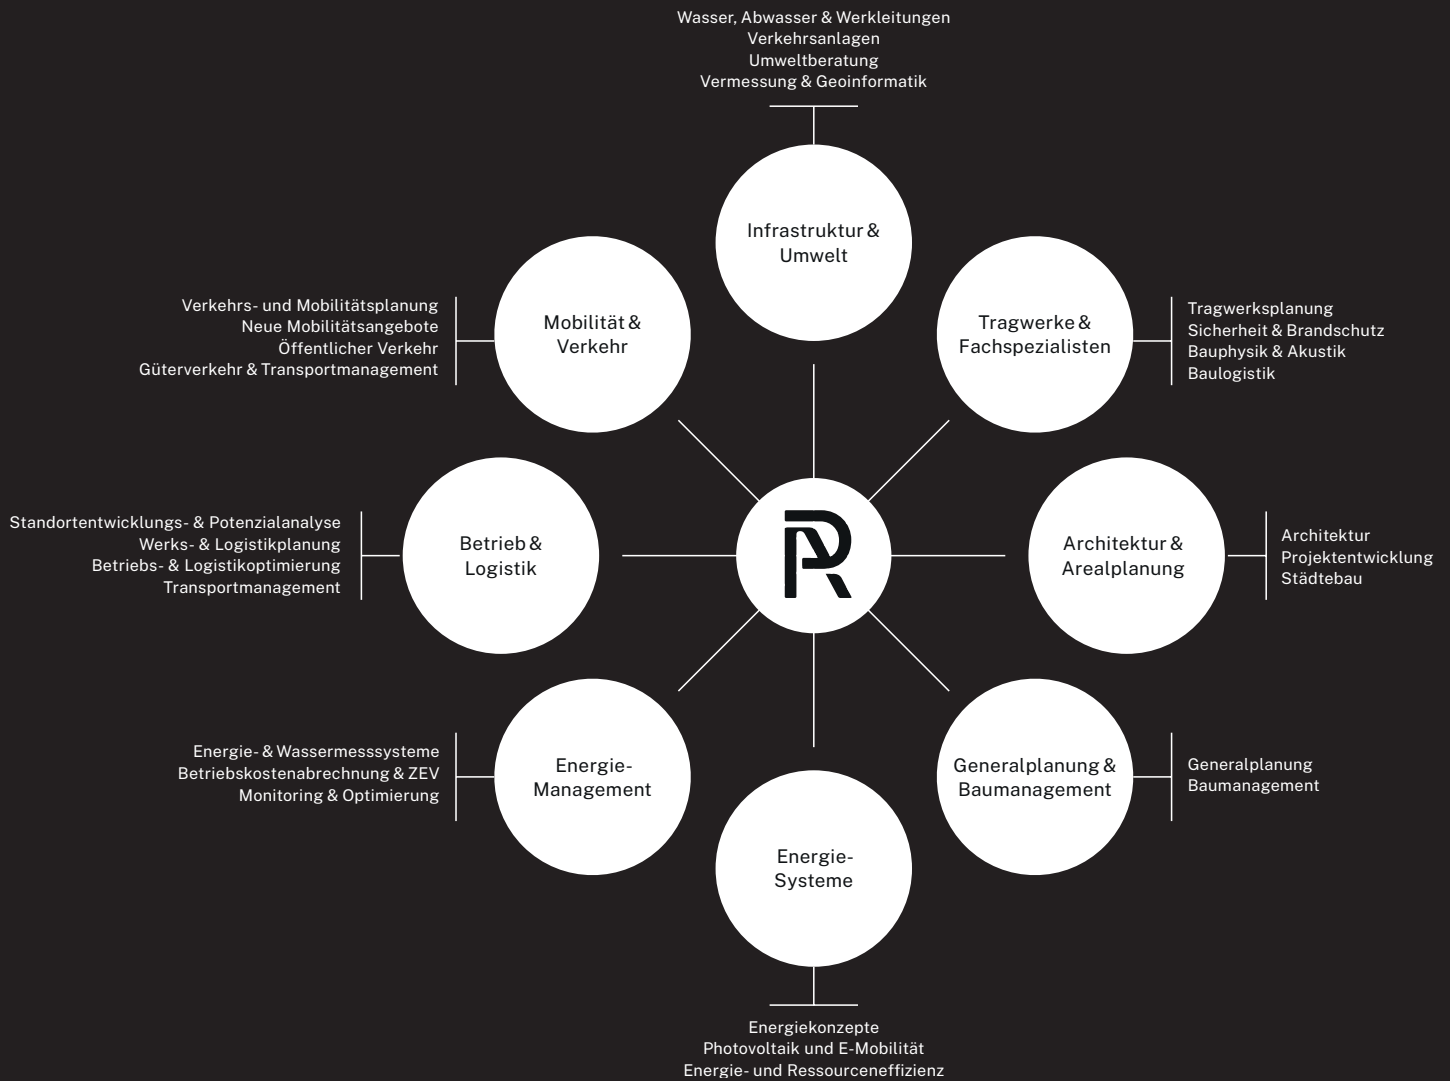 Wasser, Abwasser & Werkleitungen
Verkehrsanlagen
Umweltberatung
Vermessung & Geoinformatik
Infrastruktur &
Umwelt
Tragwerke &
Fachspezialisten
Tragwerksplanung
Sicherheit & Brandschutz
Bauphysik & Akustik
Baulogistik
Architektur &
Arealplanung
Architektur
Projektentwicklung
Städtebau
Generalplanung &
Baumanagement
Generalplanung
Baumanagement
Energie-
Systeme
Energiekonzepte
Photovoltaik und E-Mobilität
Energie- und Ressourceneffizienz
Energie-
Management
Energie- & Wassermesssysteme
Betriebskostenabrechnung & ZEV
Monitoring & Optimierung
Betrieb &
Logistik
Standortentwicklungs- & Potenzialanalyse
Werks- & Logistikplanung
Betriebs- & Logistikoptimierung
Transportmanagement
Mobilität &
Verkehr
Verkehrs- und Mobilitätsplanung
Neue Mobilitätsangebote
Öffentlicher Verkehr
Güterverkehr & Transportmanagement